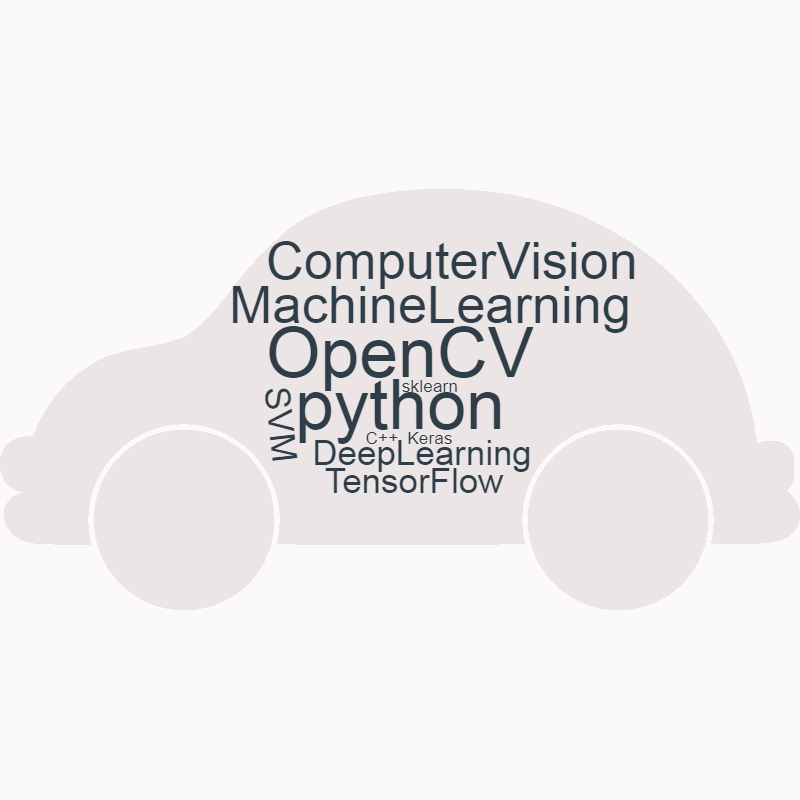 ComputerVision
MachineLearning
OpenCV
sklearn
SVM
python
C++ Keras
DeepLearning
TensorFlow